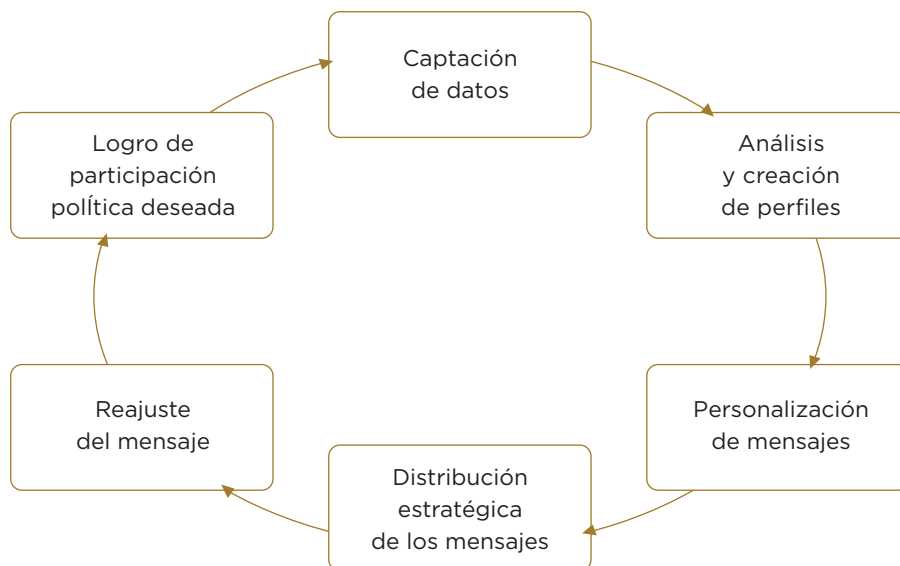 Captación
de datos
Análisis
y creación
de perfiles
Personalización
de mensajes
Distribución
estratégica
de los mensajes
Reajuste
del mensaje
Logro de
participación
polÍtica deseada